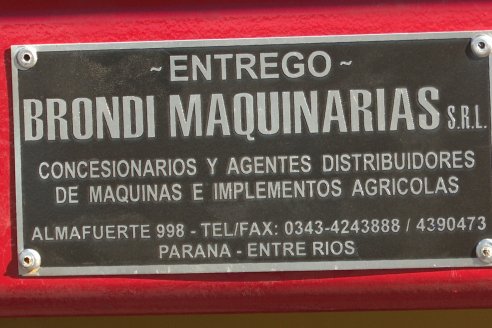 ~ ENTREGO ~
BRONDI MAQUINARIAS S.R.L.
CONCESIONARIOS Y AGENTES DISTRIBUIDORES
DE MAQUINAS E IMPLEMENTOS AGRICOLAS
ALMAFUERTE 998 - TEL/FAX: 0343-4243888 / 4390473
PARANA - ENTRE RIOS